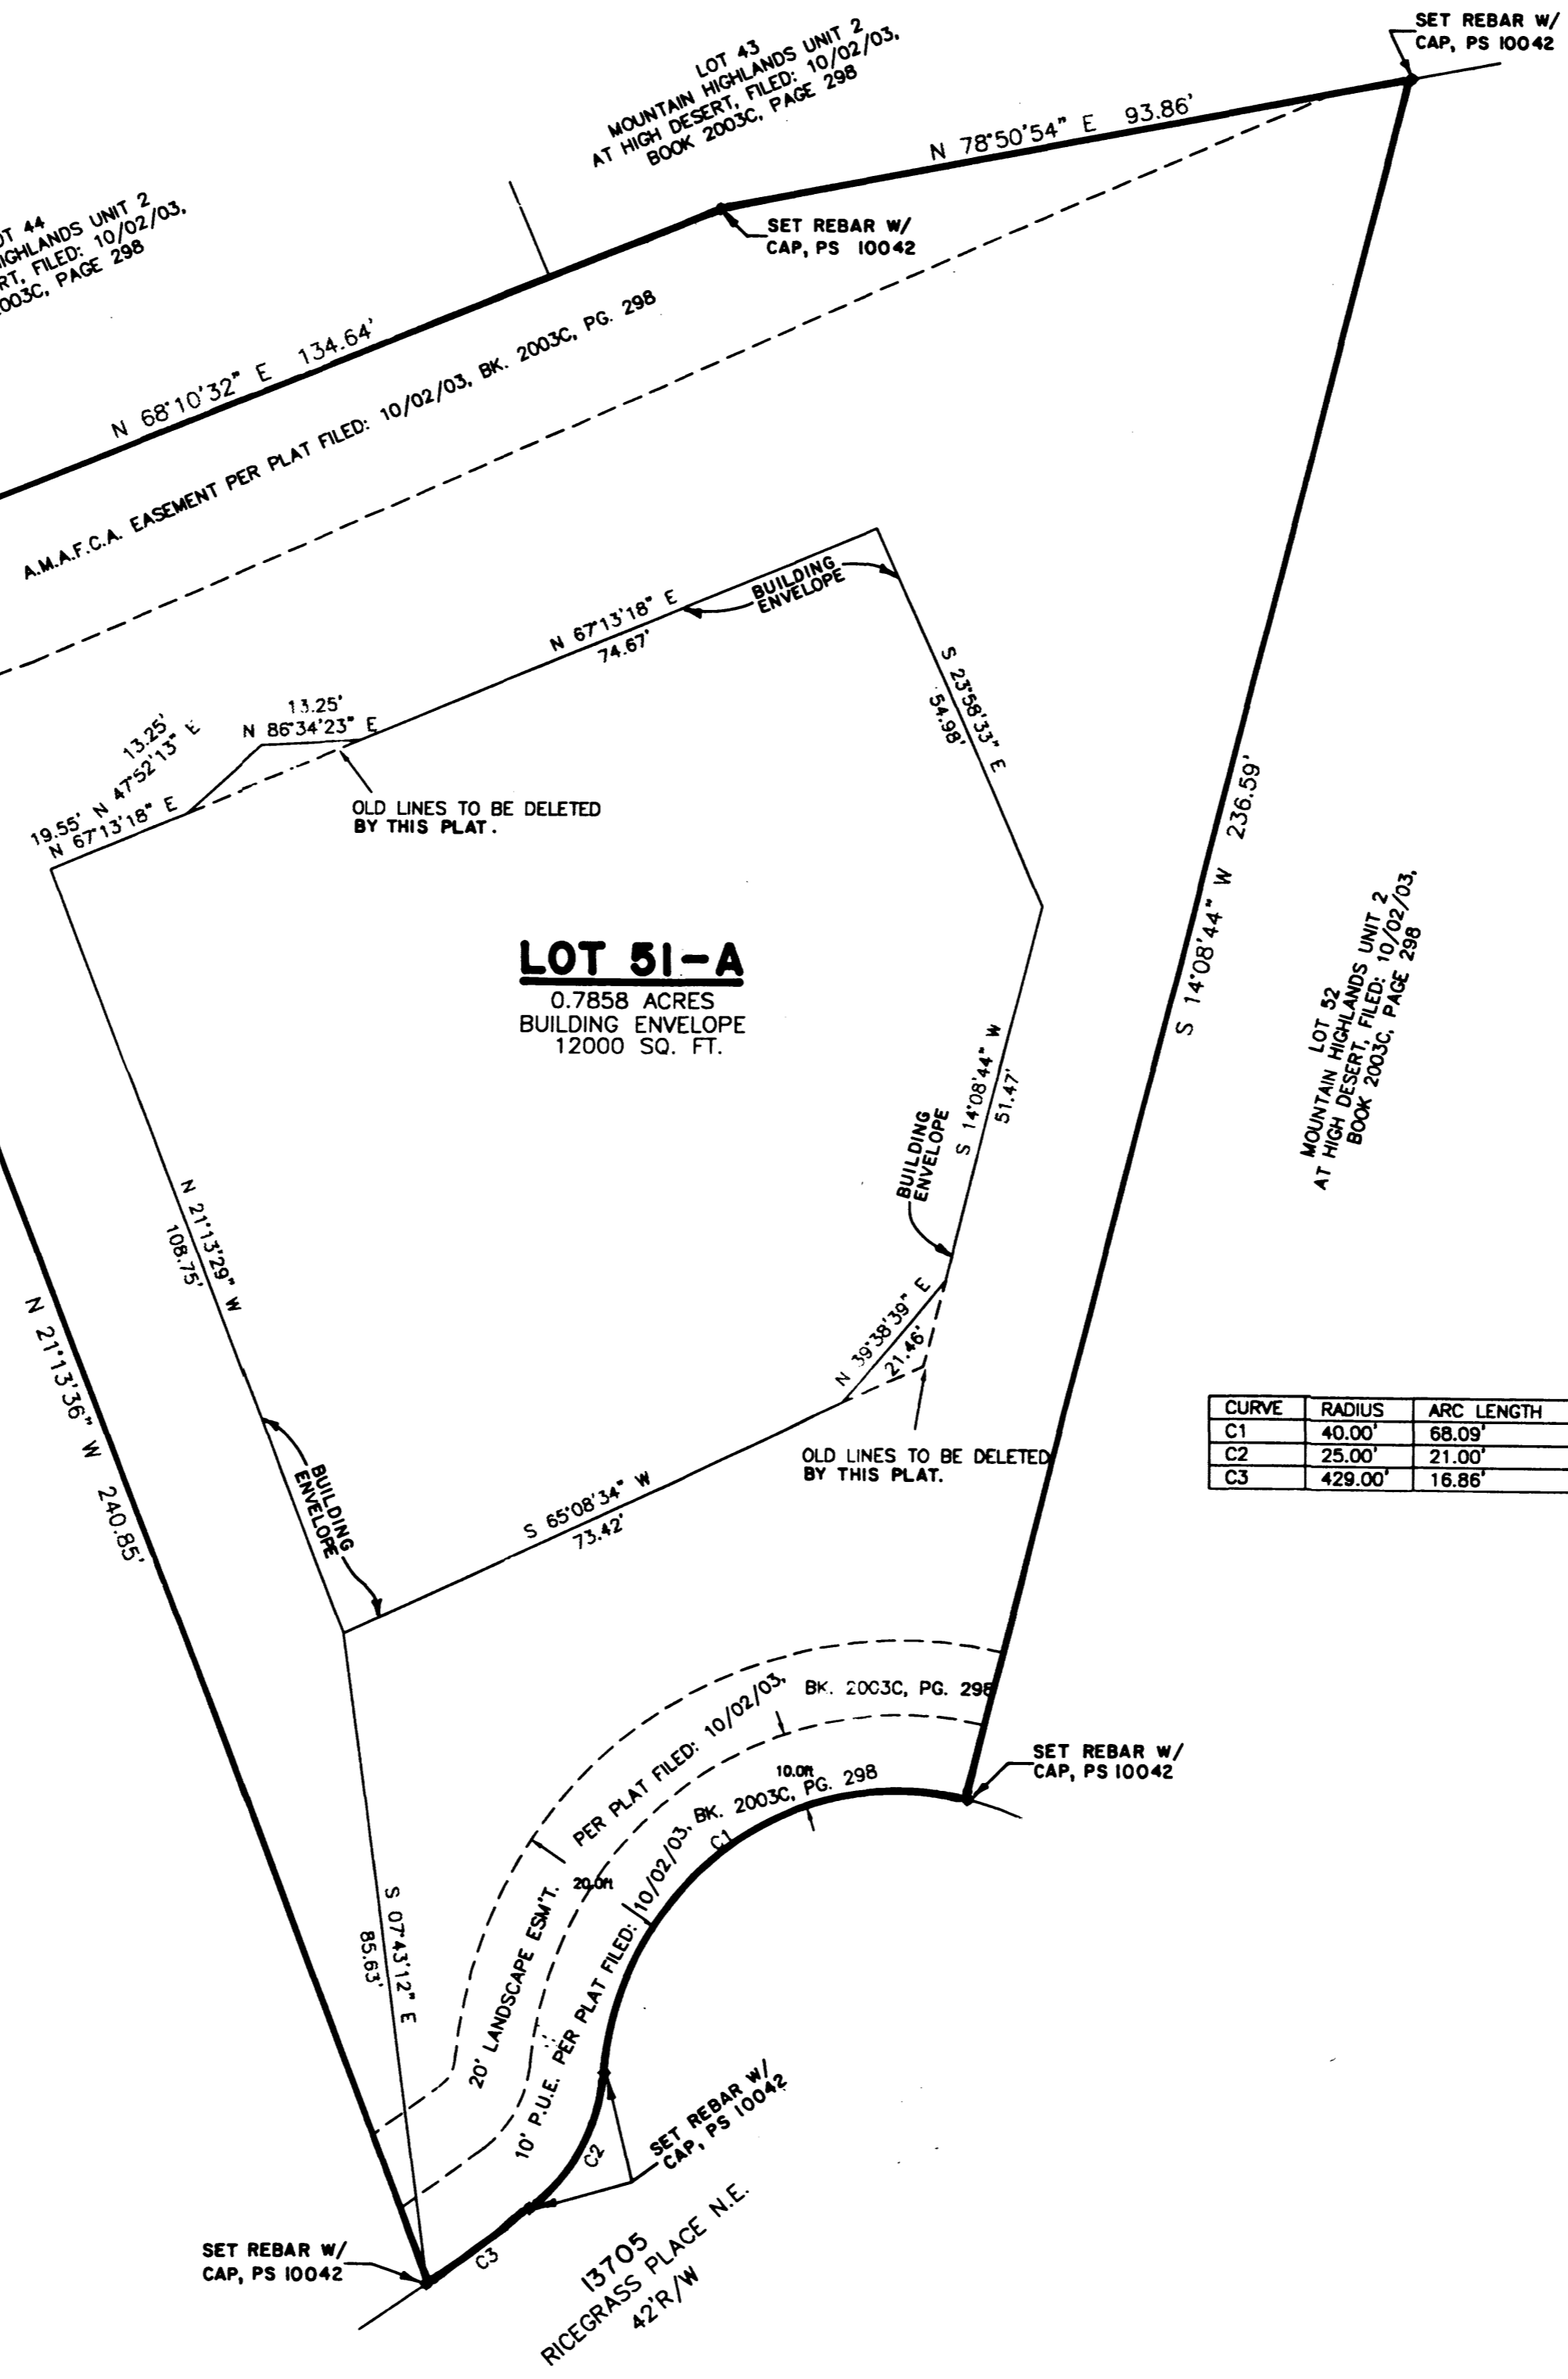 SET REBAR W/
CAP, PS 10042
LOT 43
MOUNTAIN HIGHLANDS UNIT 2
AT HIGH DESERT, FILED: 10/02/03,
BOOK 2003C, PAGE 298
N 78°50'54" E 93.86'
44
UNIT 2
FILED: 10/02/03,
PAGE 298
SET REBAR W/
CAP, PS 10042
N 68°10'32" E 134.64'
A.M.A.F.C.A. EASEMENT PER PLAT FILED: 10/02/03, BK. 2003C, PG. 298
BUILDING
ENVELOPE
N 67°13'18" E
74.67'
S 23°58'33" E
54.98'
13.25'
N 86°34'23" E
13.25'
N 47°52'13" E
19.55'
N 67°13'18" E
OLD LINES TO BE DELETED
BY THIS PLAT.
S 14°08'44" W 236.59'
LOT 51-A
0.7858 ACRES
BUILDING ENVELOPE
12000 SQ. FT.
LOT 52
MOUNTAIN HIGHLANDS UNIT 2
AT HIGH DESERT, FILED: 10/02/03,
BOOK 2003C, PAGE 298
S 14°08'44" W
51.47'
BUILDING
ENVELOPE
N 21°13'29" W
108.75'
N 21°13'36" W 240.85'
N 39°38'39" E
21.46'
CURVE RADIUS ARC LENGTH
C1 40.00' 68.09'
C2 25.00' 21.00'
C3 429.00' 16.86'
OLD LINES TO BE DELETED
BY THIS PLAT.
BUILDING
ENVELOPE
S 65°08'34" W
73.42'
20' LANDSCAPE ESM'T. PER PLAT FILED: 10/02/03, BK. 2003C, PG. 298
10.0ft
20.0ft
10' P.U.E. PER PLAT FILED: 10/02/03, BK. 2003C, PG. 298
C1
SET REBAR W/
CAP, PS 10042
S 07°43'12" E
85.63'
SET REBAR W/
CAP, PS 10042
C2
C3
SET REBAR W/
CAP, PS 10042
13705
RICEGRASS PLACE N.E.
42'R/W